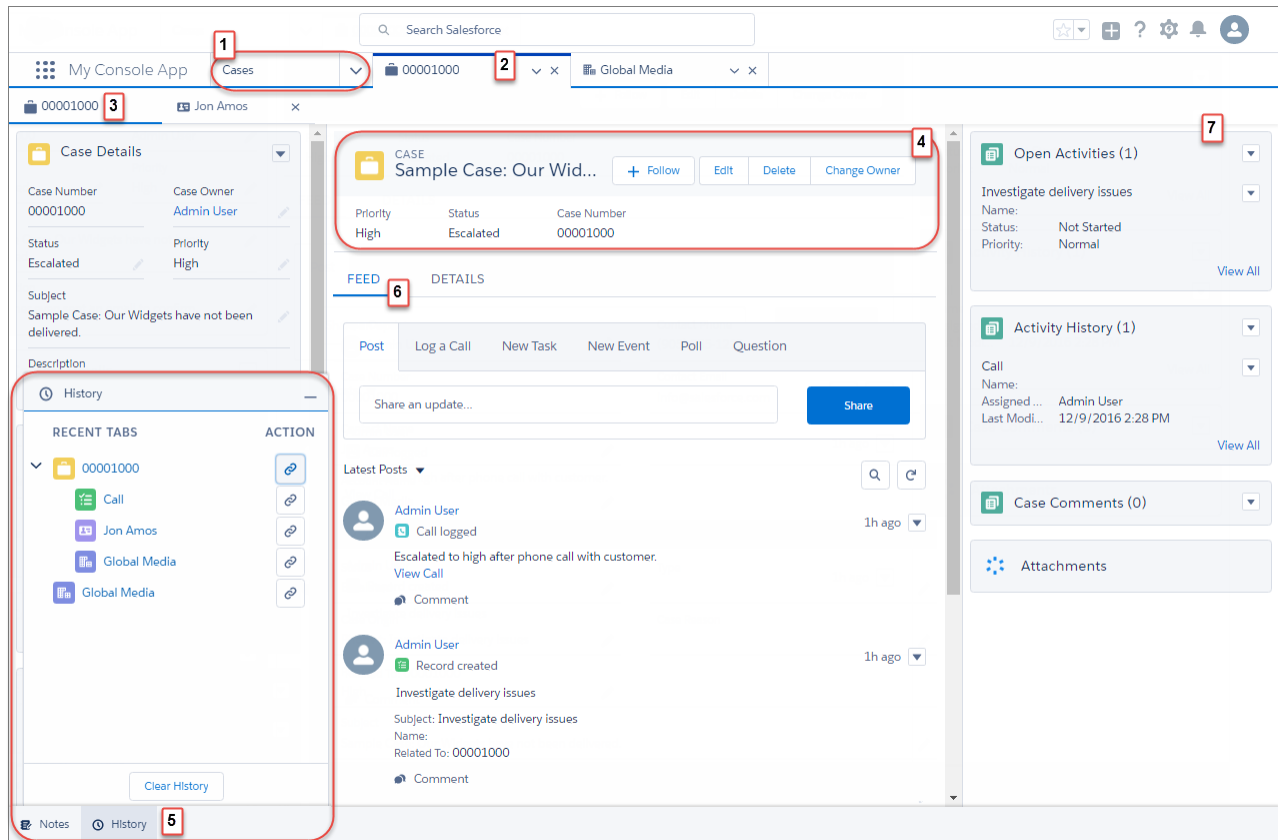 Search Salesforce
?
1
My Console App
Cases
00001000
2
Global Media
00001000
3
Jon Amos
Case Details
Case Number
00001000
Case Owner
Admin User
Status
Escalated
Priority
High
Subject
Sample Case: Our Widgets have not been
delivered.
Description
History
RECENT TABS
ACTION
00001000
Call
Jon Amos
Global Media
Global Media
Clear History
Notes
History
5
4
CASE
Sample Case: Our Wid...
+ Follow
Edit
Delete
Change Owner
Priority
High
Status
Escalated
Case Number
00001000
FEED
6
DETAILS
Post
Log a Call
New Task
New Event
Poll
Question
Share an update...
Share
Latest Posts
Admin User
Call logged
1h ago
Escalated to high after phone call with customer.
View Call
Comment
Admin User
Record created
1h ago
Investigate delivery issues
Subject: Investigate delivery issues
Name:
Related To: 00001000
Comment
7
Open Activities (1)
Investigate delivery issues
Name:
Status: Not Started
Priority: Normal
View All
Activity History (1)
Call
Name:
Assigned ... Admin User
Last Modi... 12/9/2016 2:28 PM
View All
Case Comments (0)
Attachments